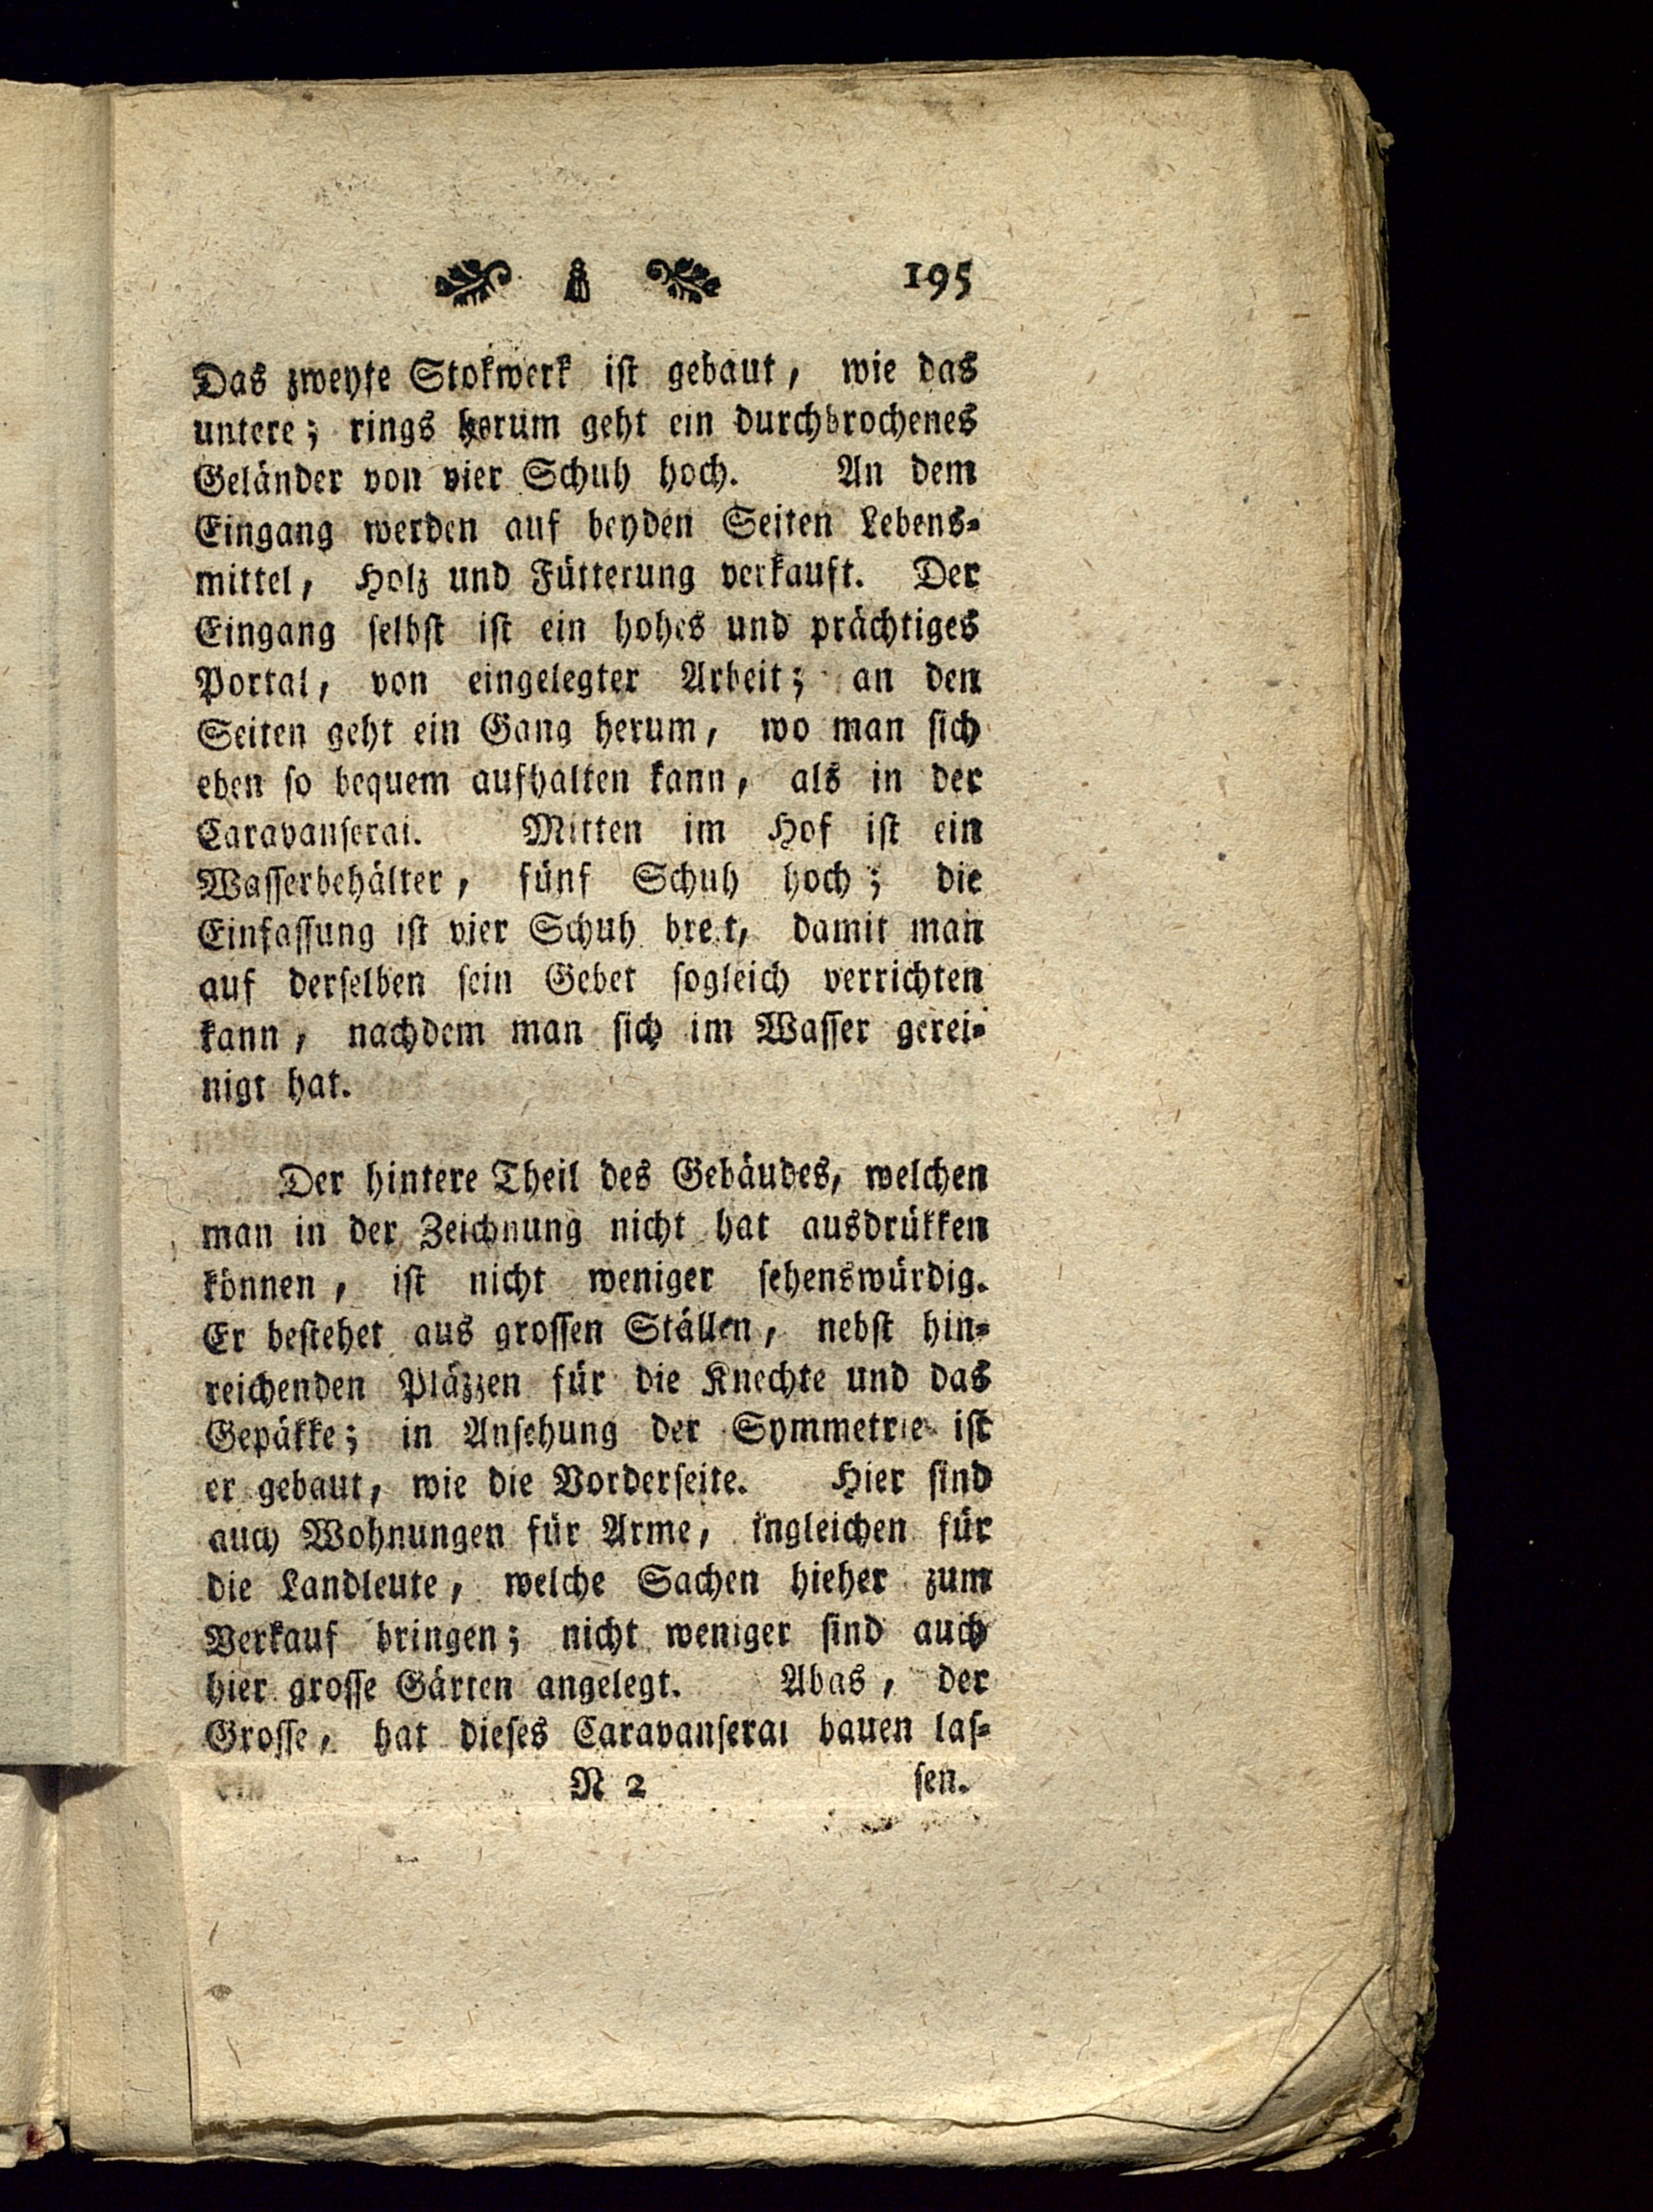 195
Das zweyte Stokwerk ist gebaut, wie das
untere; rings herum geht ein durchbrochenes
Geländer von vier Schuh hoch. An dem
Eingang werden auf beyden Seiten Lebens-
mittel, Holz und Fütterung verkauft. Der
Eingang selbst ist ein hohes und prächtiges
Portal, von eingelegter Arbeit; an den
Seiten geht ein Gang herum, wo man sich
eben so bequem aufhalten kann, als in der
Caravanserai. Mitten im Hof ist ein
Wasserbehälter, fünf Schuh hoch; die
Einfassung ist vier Schuh breit, damit man
auf derselben sein Gebet sogleich verrichten
kann, nachdem man sich im Wasser gerei-
nigt hat.
Der hintere Theil des Gebäudes, welchen
man in der Zeichnung nicht hat ausdrükken
können, ist nicht weniger sehenswürdig.
Er bestehet aus grossen Ställen, nebst hin-
reichenden Pläzzen für die Knechte und das
Gepäkke; in Ansehung der Symmetrie ist
er gebaut, wie die Vorderseite. Hier sind
auch Wohnungen für Arme, ingleichen für
die Landleute, welche Sachen hieher zum
Verkauf bringen; nicht weniger sind auch
hier grosse Gärten angelegt. Abas, der
Grosse, hat dieses Caravanserai bauen las-
N 2 sen.